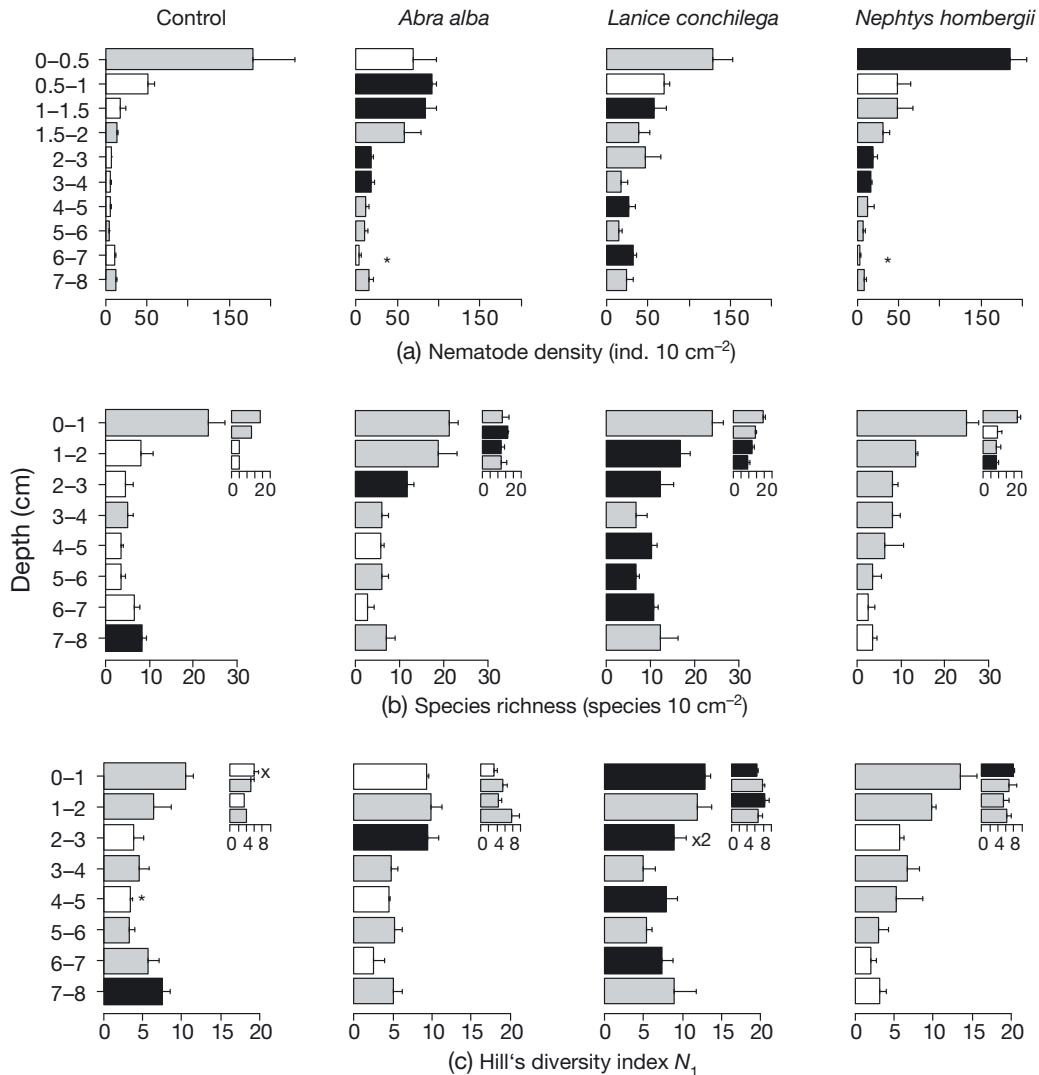 Control Abra alba Lanice conchilega Nephtys hombergii
0–0.5
0.5–1
1–1.5
1.5–2
2–3
3–4
4–5
5–6
6–7 * *
7–8
0 50 150 0 50 150 0 50 150 0 50 150
(a) Nematode density (ind. 10 cm⁻²)
Depth (cm)
0–1
1–2
0 20 0 20 0 20 0 20
2–3
3–4
4–5
5–6
6–7
7–8
0 10 20 30 0 10 20 30 0 10 20 30 0 10 20 30
(b) Species richness (species 10 cm⁻²)
0–1 x
1–2
0 4 8 0 4 8 0 4 8 0 4 8
2–3 x2
3–4
4–5 *
5–6
6–7
7–8
0 5 10 15 20 0 5 10 15 20 0 5 10 15 20 0 5 10 15 20
(c) Hill‘s diversity index N₁